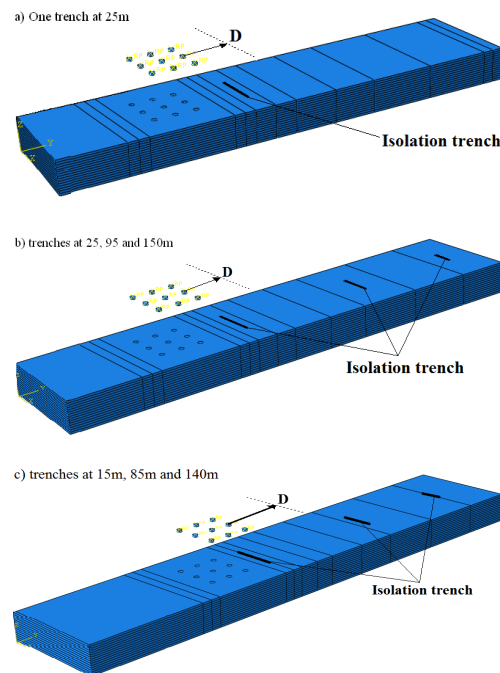 a) One trench at 25m
D
Z
Y
X
Isolation trench
b) trenches at 25, 95 and 150m
D
Isolation trench
c) trenches at 15m, 85m and 140m
D
Isolation trench